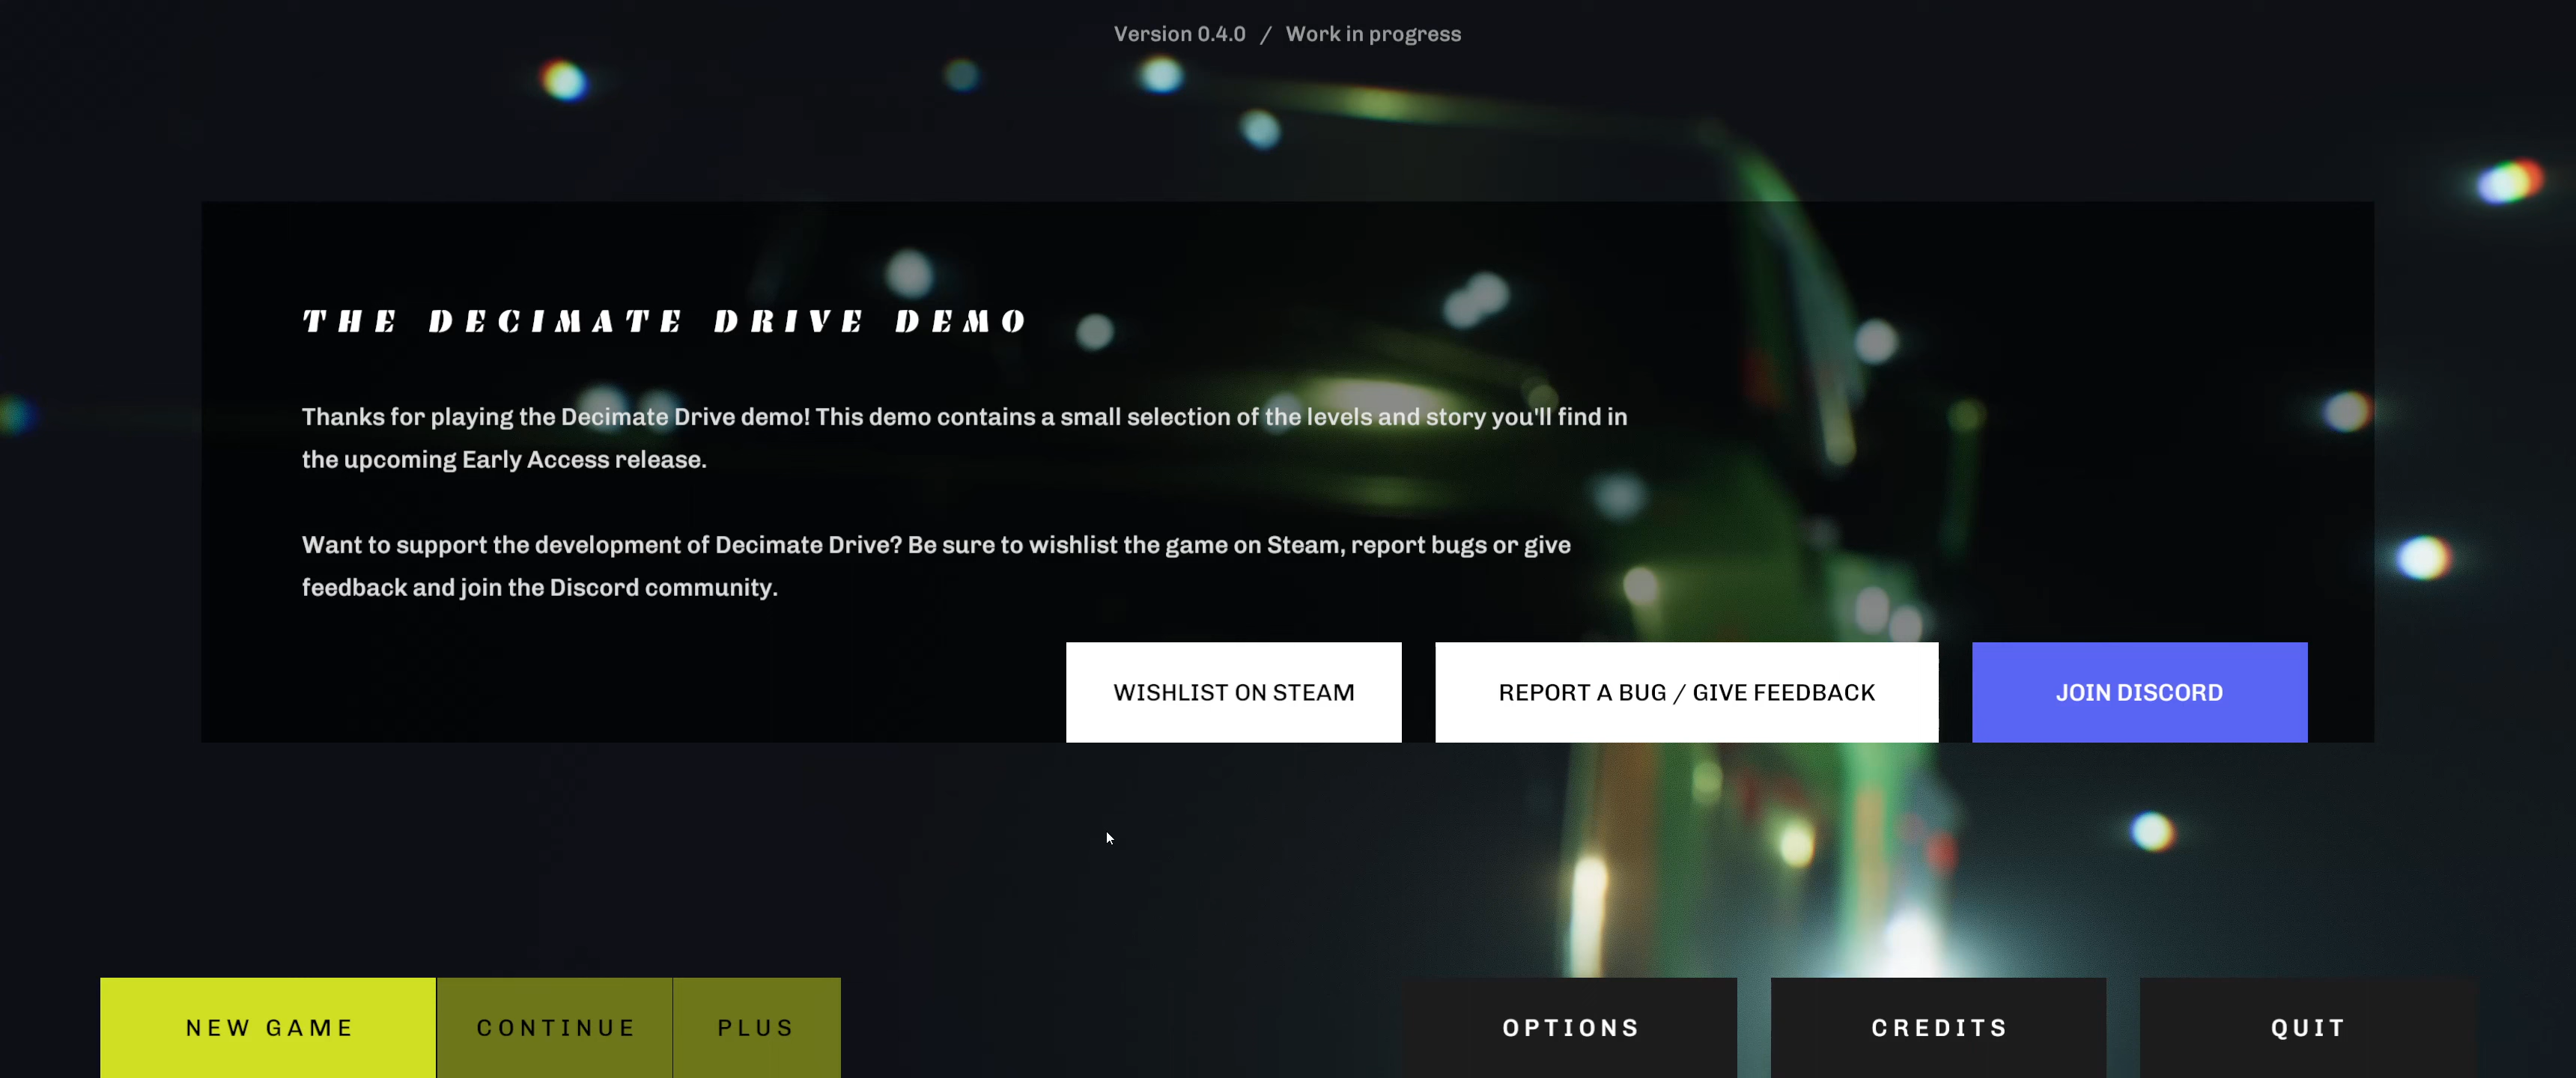 Version 0.4.0 / Work in progress
THE DECIMATE DRIVE DEMO
Thanks for playing the Decimate Drive demo! This demo contains a small selection of the levels and story you'll find in
the upcoming Early Access release.
Want to support the development of Decimate Drive? Be sure to wishlist the game on Steam, report bugs or give
feedback and join the Discord community.
WISHLIST ON STEAM
REPORT A BUG / GIVE FEEDBACK
JOIN DISCORD
NEW GAME
CONTINUE
PLUS
OPTIONS
CREDITS
QUIT